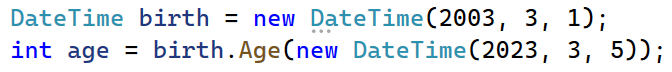 DateTime birth = new DateTime(2003, 3, 1);
int age = birth.Age(new DateTime(2023, 3, 5));